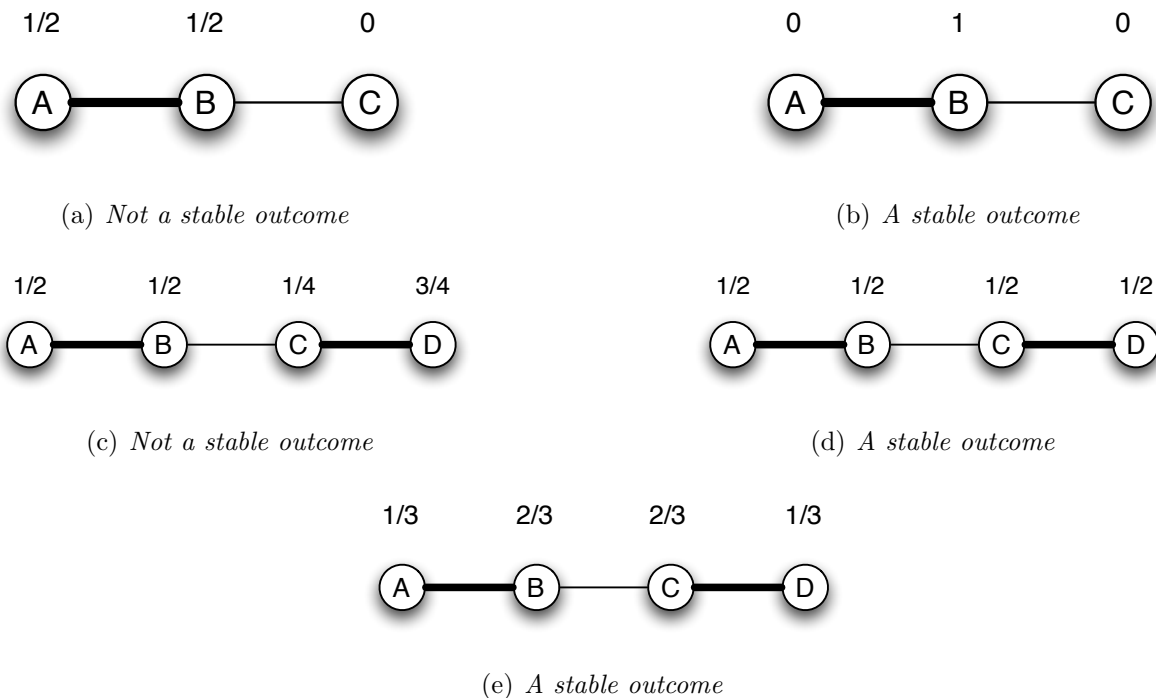 1/2 1/2 0 0 1 0
A B C A B C
(a) Not a stable outcome (b) A stable outcome
1/2 1/2 1/4 3/4 1/2 1/2 1/2 1/2
A B C D A B C D
(c) Not a stable outcome (d) A stable outcome
1/3 2/3 2/3 1/3
A B C D
(e) A stable outcome